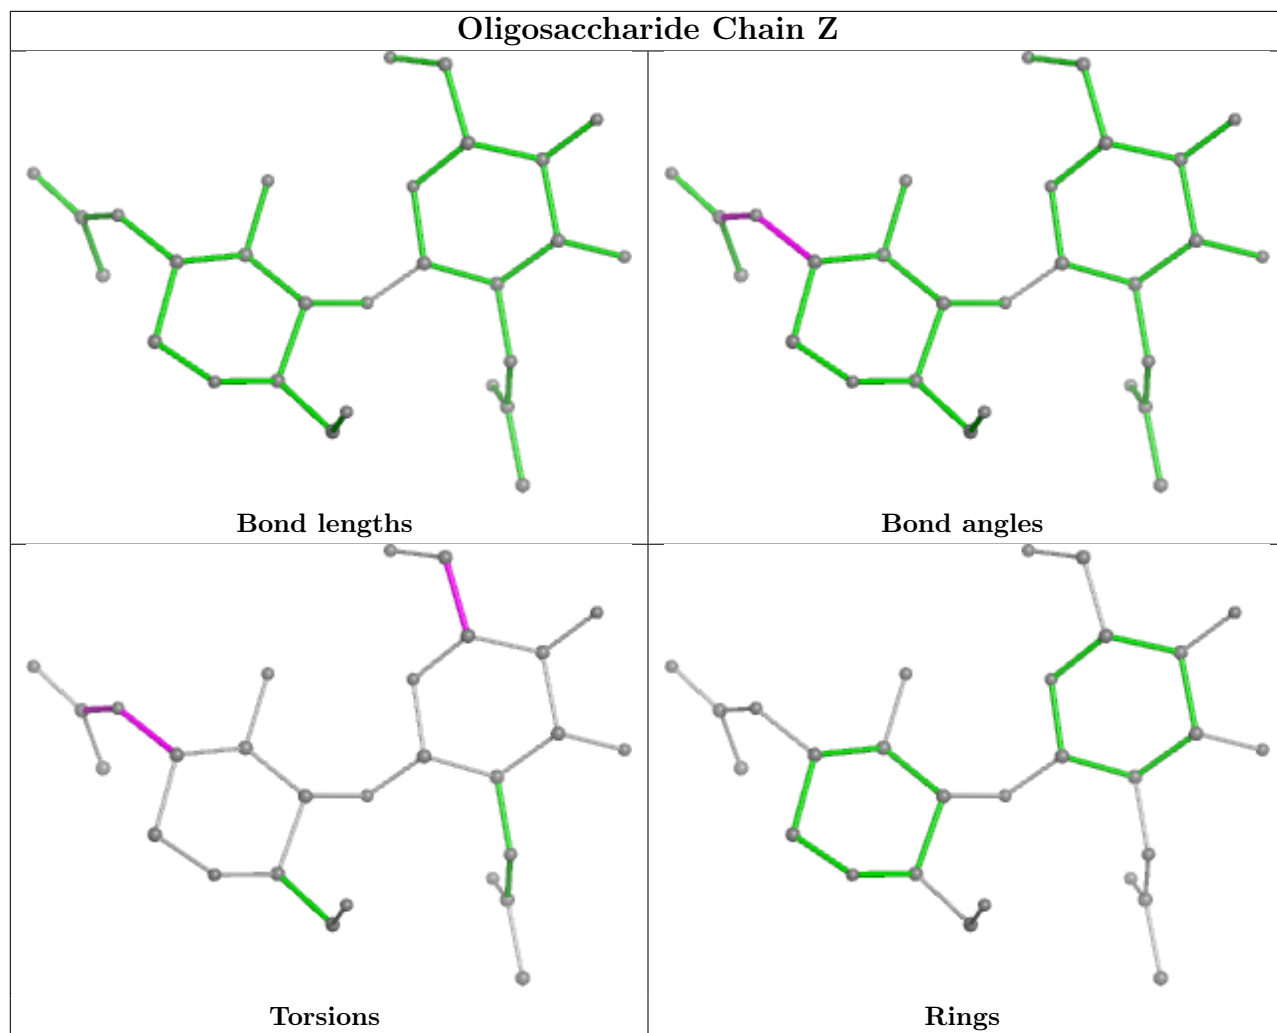 Oligosaccharide Chain Z
Bond lengths
Bond angles
Torsions
Rings